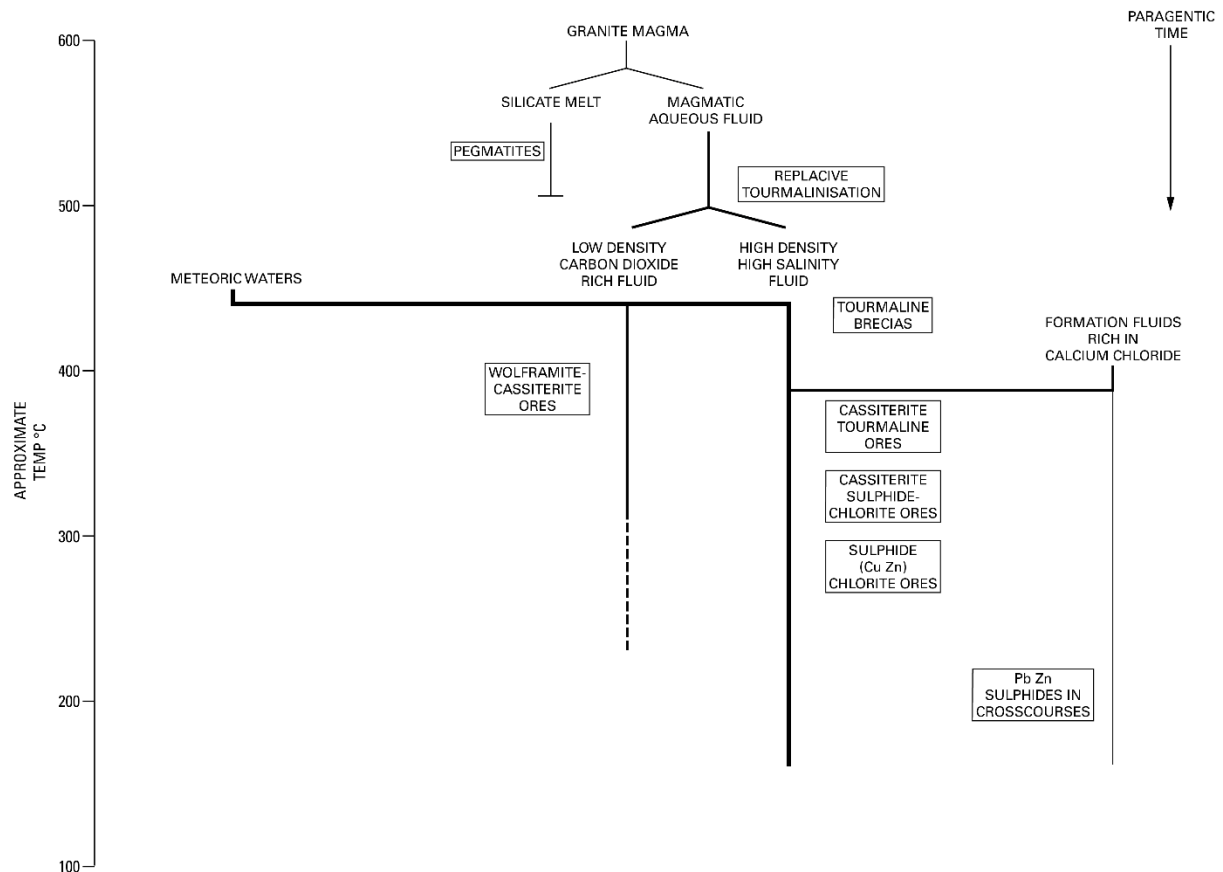 PARAGENTIC
TIME
GRANITE MAGMA
600
SILICATE MELT
MAGMATIC
AQUEOUS FLUID
PEGMATITES
REPLACIVE
TOURMALINISATION
500
LOW DENSITY
CARBON DIOXIDE
RICH FLUID
HIGH DENSITY
HIGH SALINITY
FLUID
METEORIC WATERS
TOURMALINE
BRECIAS
FORMATION FLUIDS
RICH IN
CALCIUM CHLORIDE
400
WOLFRAMITE-
CASSITERITE
ORES
APPROXIMATE
TEMP °C
CASSITERITE
TOURMALINE
ORES
CASSITERITE
SULPHIDE-
CHLORITE ORES
300
SULPHIDE
(Cu Zn)
CHLORITE ORES
200
Pb Zn
SULPHIDES IN
CROSSCOURSES
100